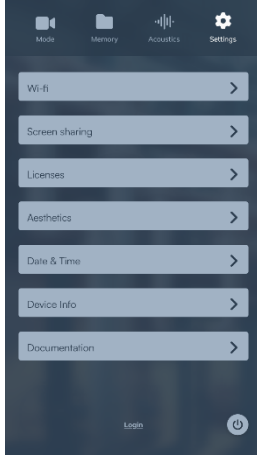 Mode
Memory
Acoustics
Settings
Wi-fi
Screen sharing
Licenses
Aesthetics
Date & Time
Device Info
Documentation
Login